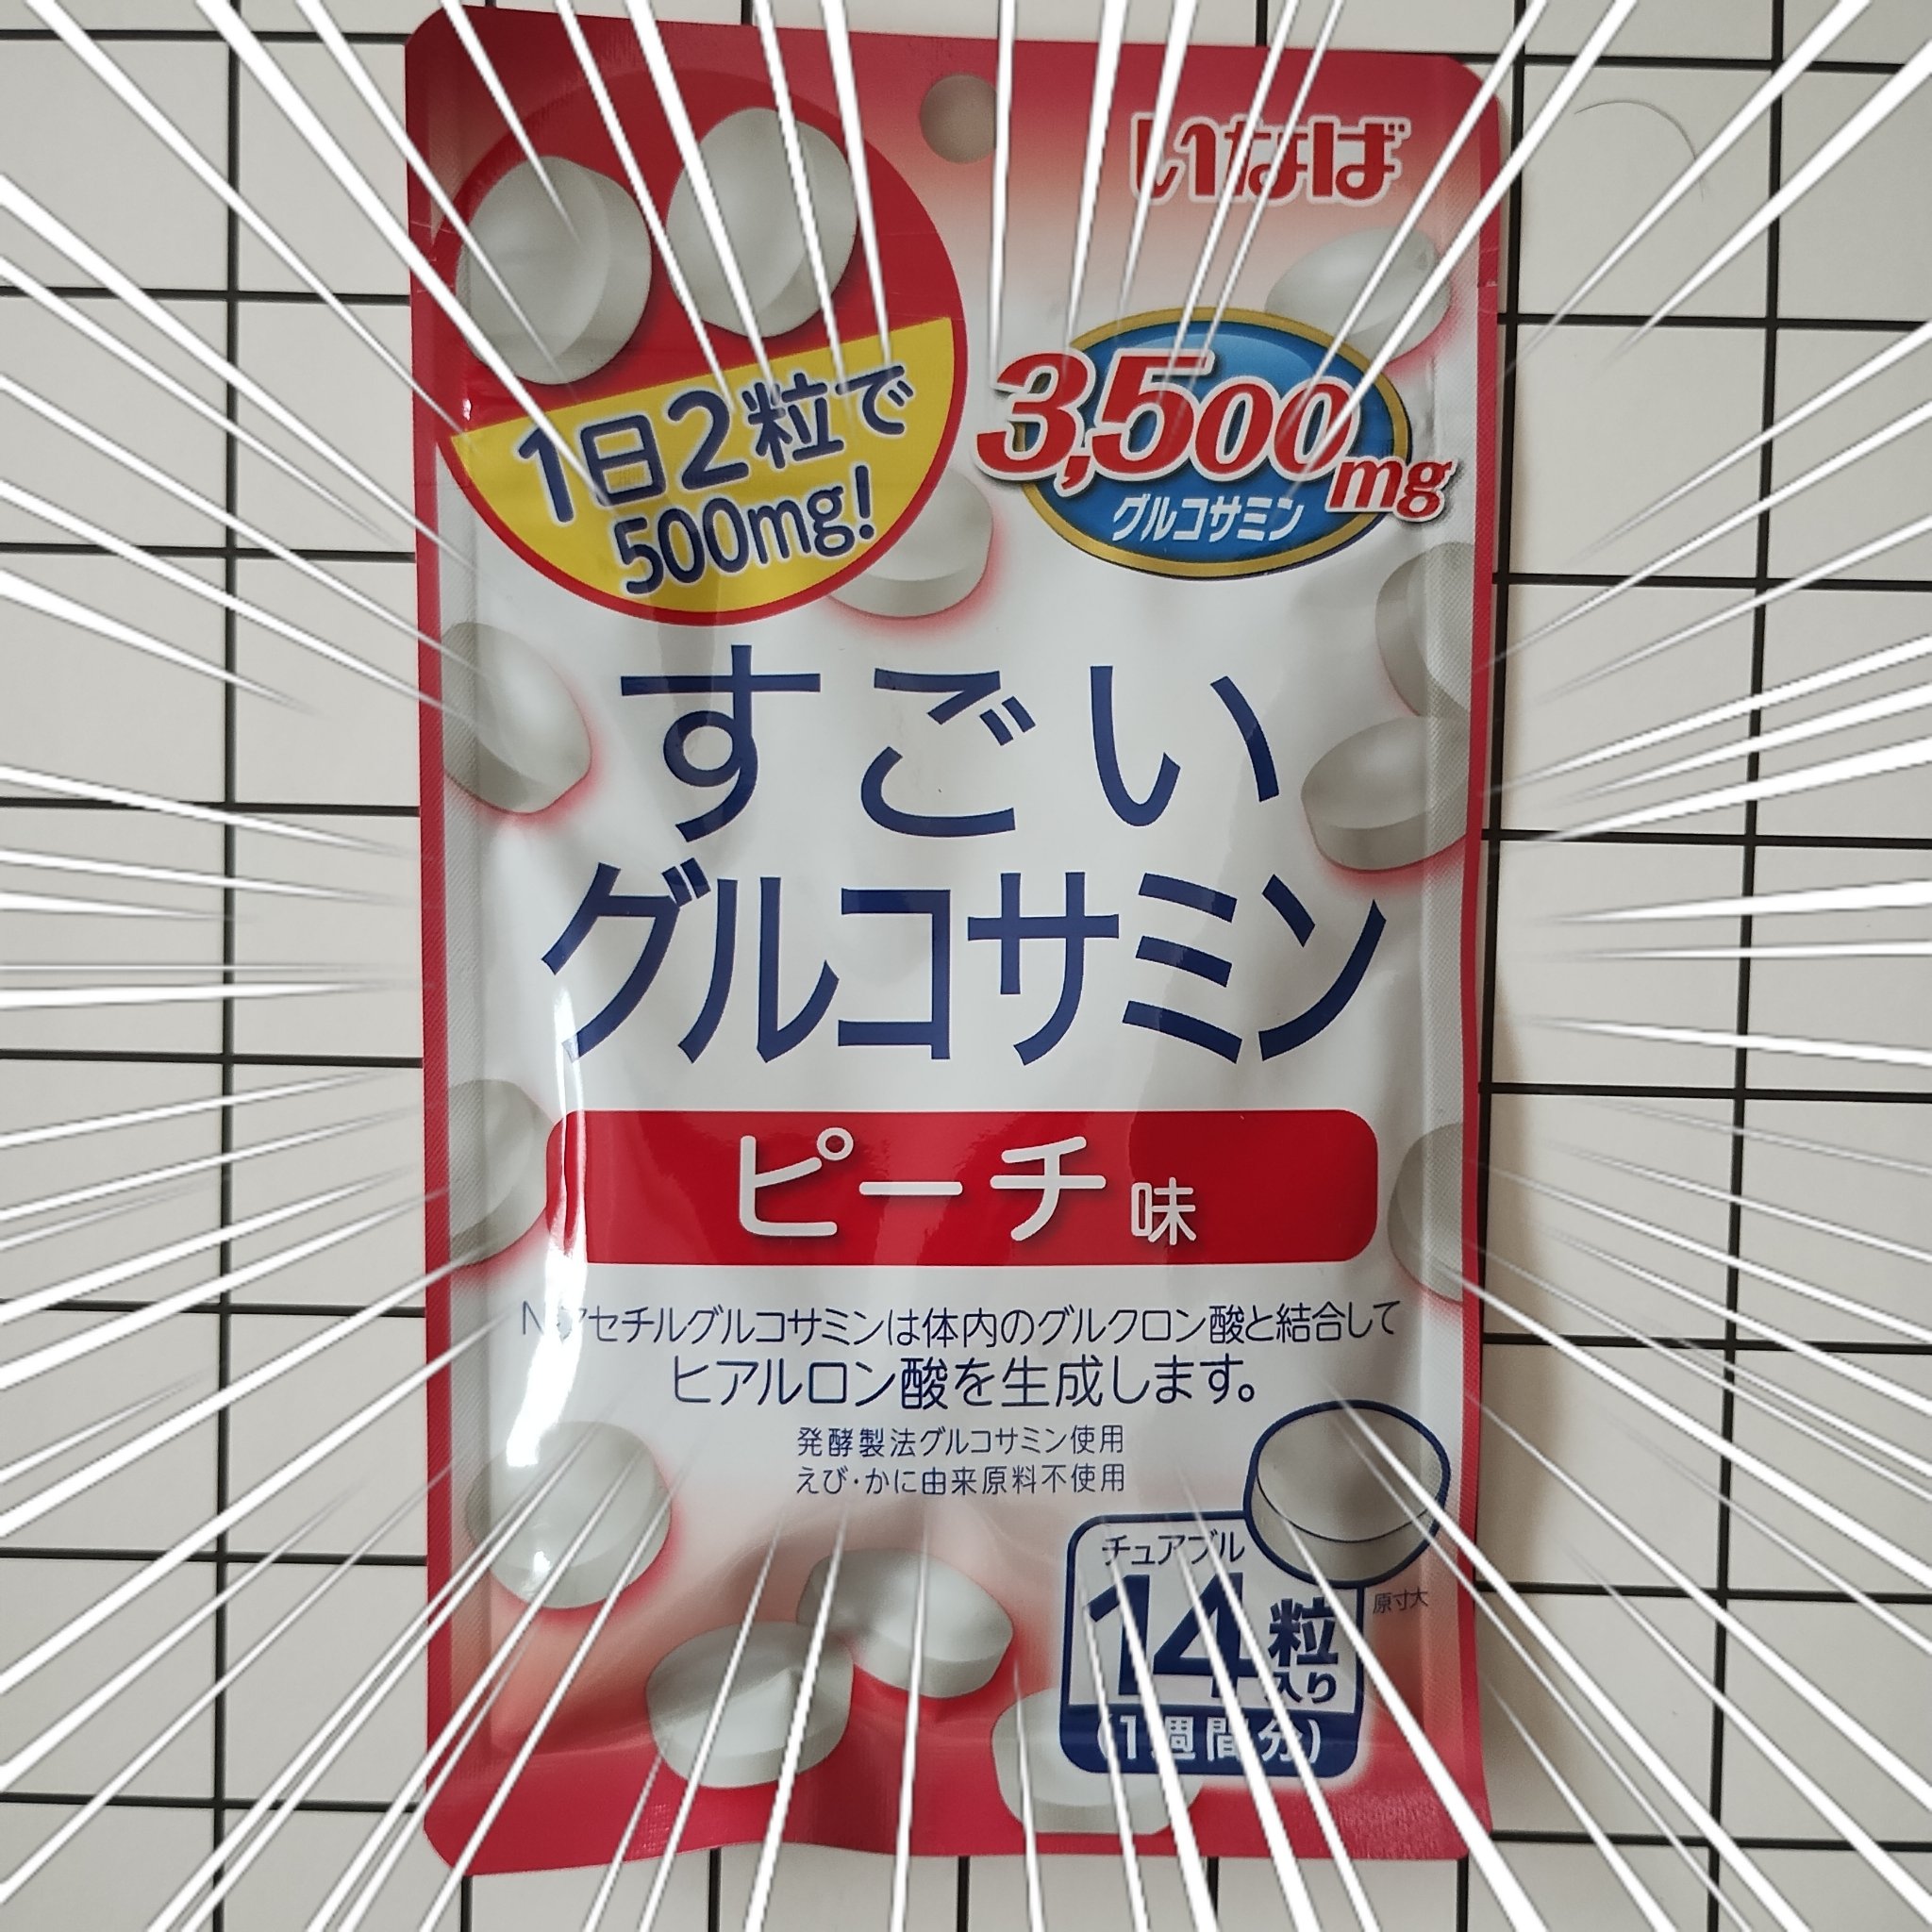 いなば
1日2粒で
500mg!
3,500mg
グルコサミン
すごい
グルコサミン
ピーチ味
N-アセチルグルコサミンは体内のグルクロン酸と結合して
ヒアルロン酸を生成します。
発酵製法グルコサミン使用
えび・かに由来原料不使用
チュアブル
14粒入り
(1週間分)
原寸大